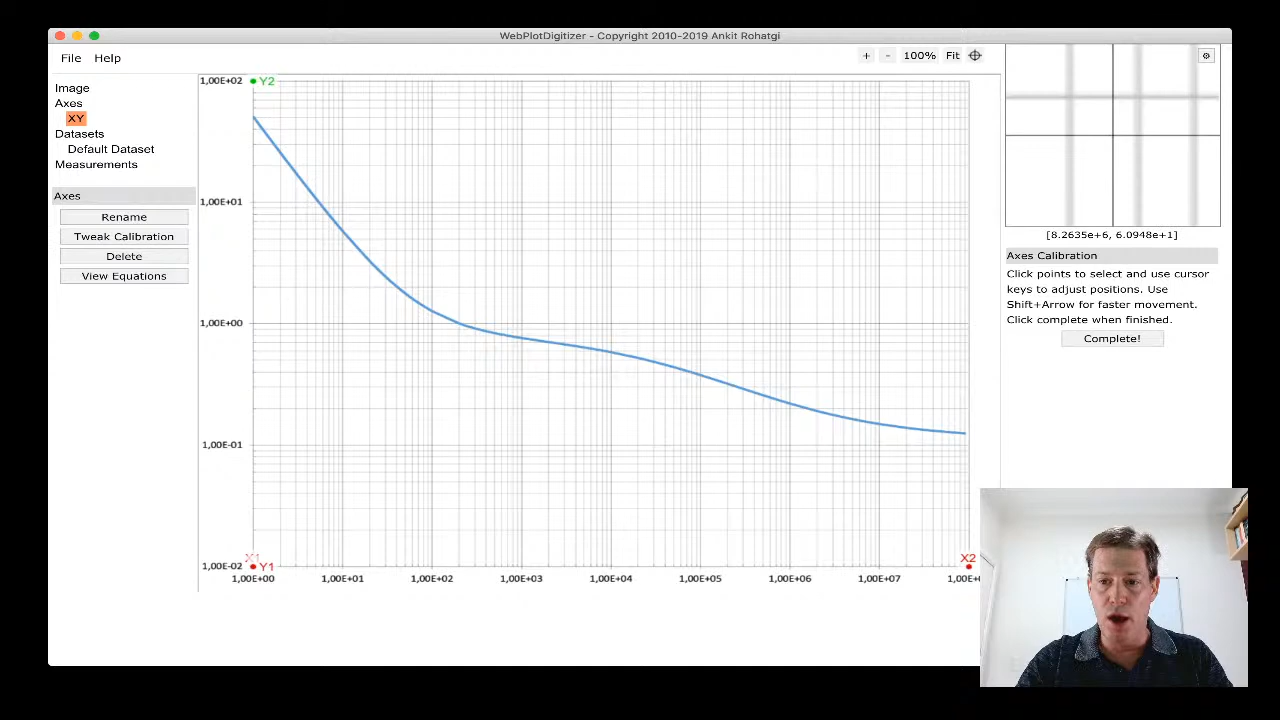 WebPlotDigitizer - Copyright 2010-2019 Ankit Rohatgi
File Help
+ - 100% Fit
Image
Axes
XY
Datasets
Default Dataset
Measurements
Axes
Rename
Tweak Calibration
Delete
View Equations
1,00E+02
Y2
1,00E+01
1,00E+00
1,00E-01
1,00E-02
X1
Y1
X2
1,00E+00 1,00E+01 1,00E+02 1,00E+03 1,00E+04 1,00E+05 1,00E+06 1,00E+07 1,00E+
[8.2635e+6, 6.0948e+1]
Axes Calibration
Click points to select and use cursor
keys to adjust positions. Use
Shift+Arrow for faster movement.
Click complete when finished.
Complete!